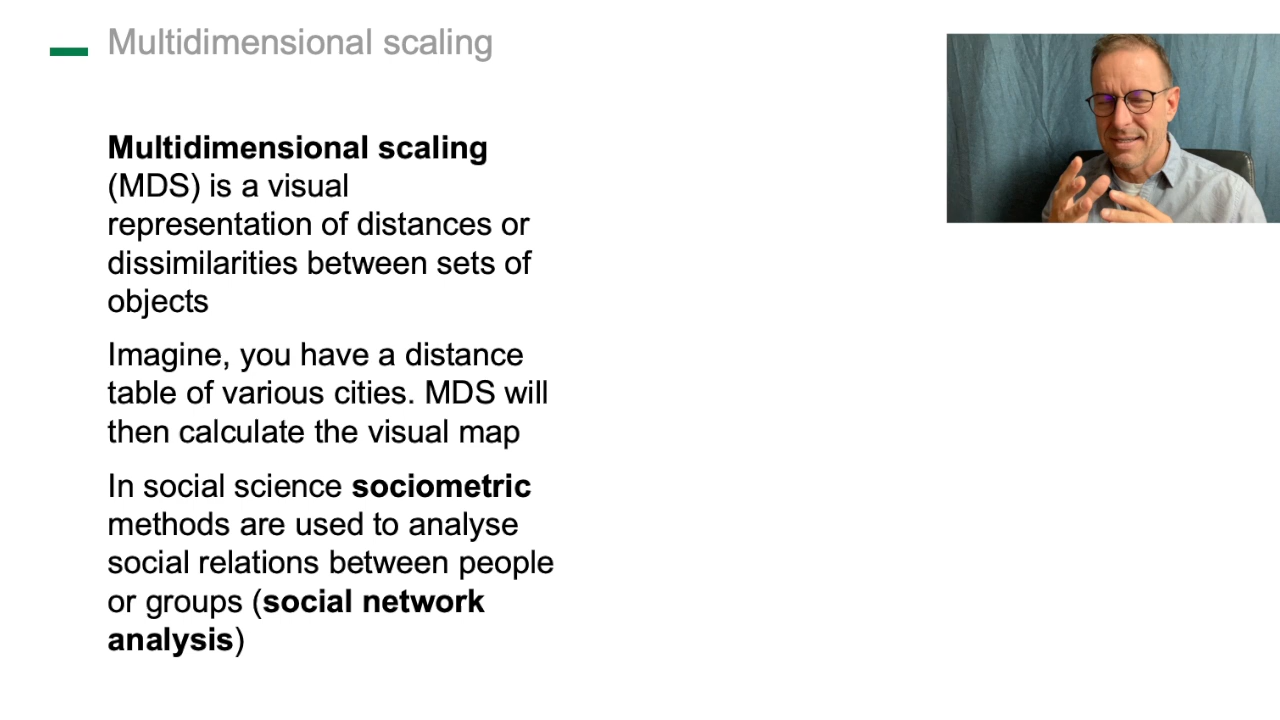 Multidimensional scaling
Multidimensional scaling
(MDS) is a visual
representation of distances or
dissimilarities between sets of
objects
Imagine, you have a distance
table of various cities. MDS will
then calculate the visual map
In social science sociometric
methods are used to analyse
social relations between people
or groups (social network
analysis)